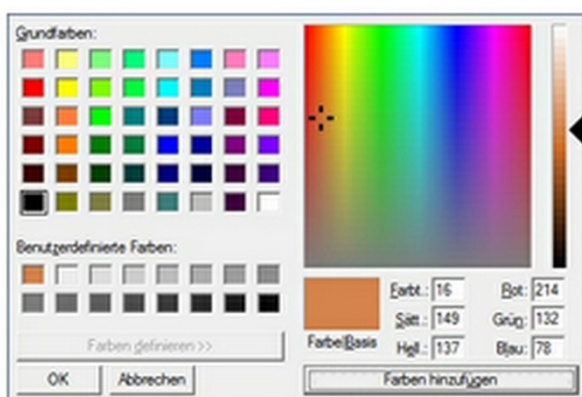 Grundfarben:
Benutzerdefinierte Farben:
Farben definieren >>
OK
Abbrechen
Farbe|Basis
Farbt.: 16
Sätt.: 149
Hell.: 137
Rot: 214
Grün: 132
Blau: 78
Farben hinzufügen